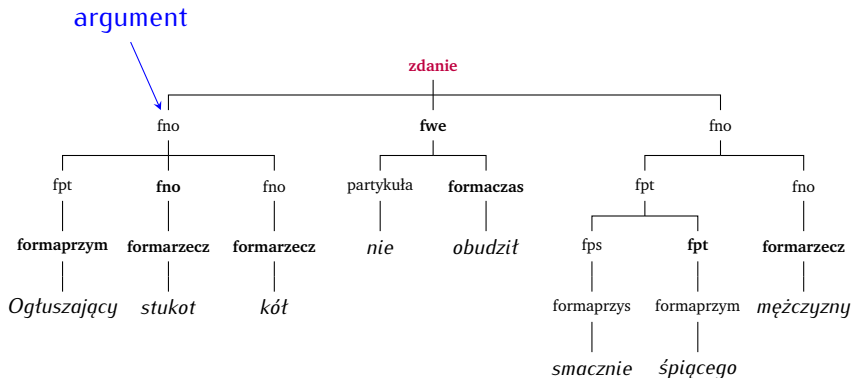 argument
zdanie
fno fwe fno
fpt fno fno partykuła formaczas fpt fno
formaprzym formarzecz formarzecz nie obudził fps fpt formarzecz
Ogłuszający stukot kół formaprzys formaprzym mężczyzny
smacznie śpiącego